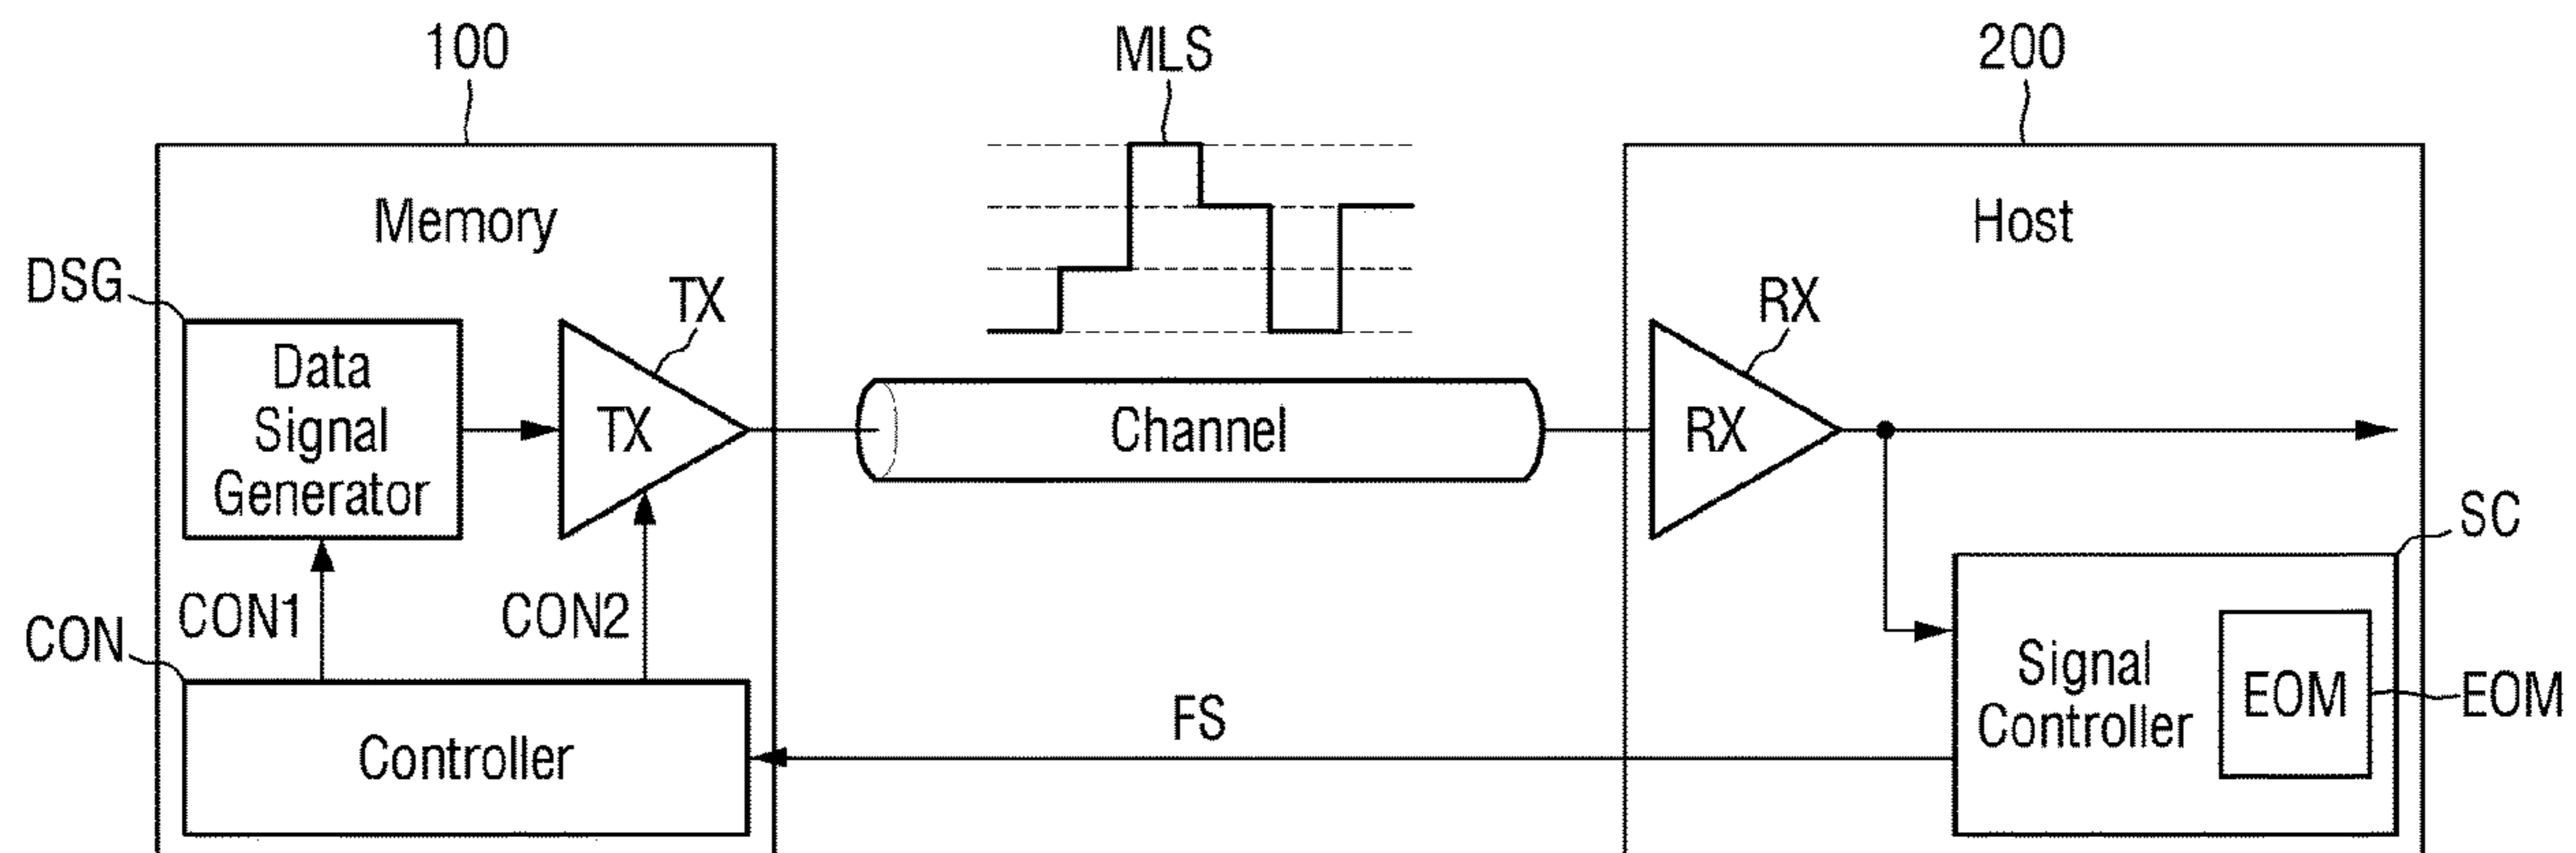 100
MLS
200
Memory
Host
DSG
TX
RX
Data
Signal
Generator
TX
Channel
RX
SC
CON1
CON2
CON
Signal
Controller
EOM
EOM
FS
Controller